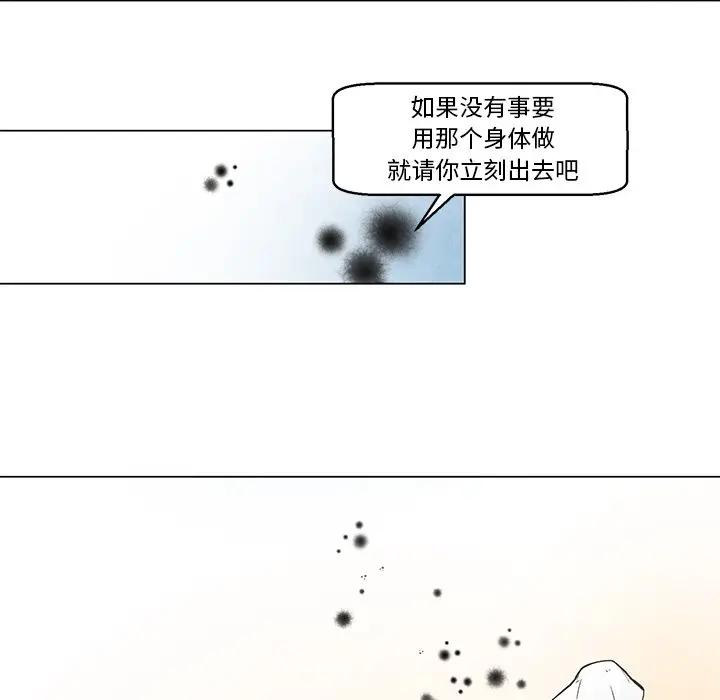 如果没有事要
用那个身体做
就请你立刻出去吧